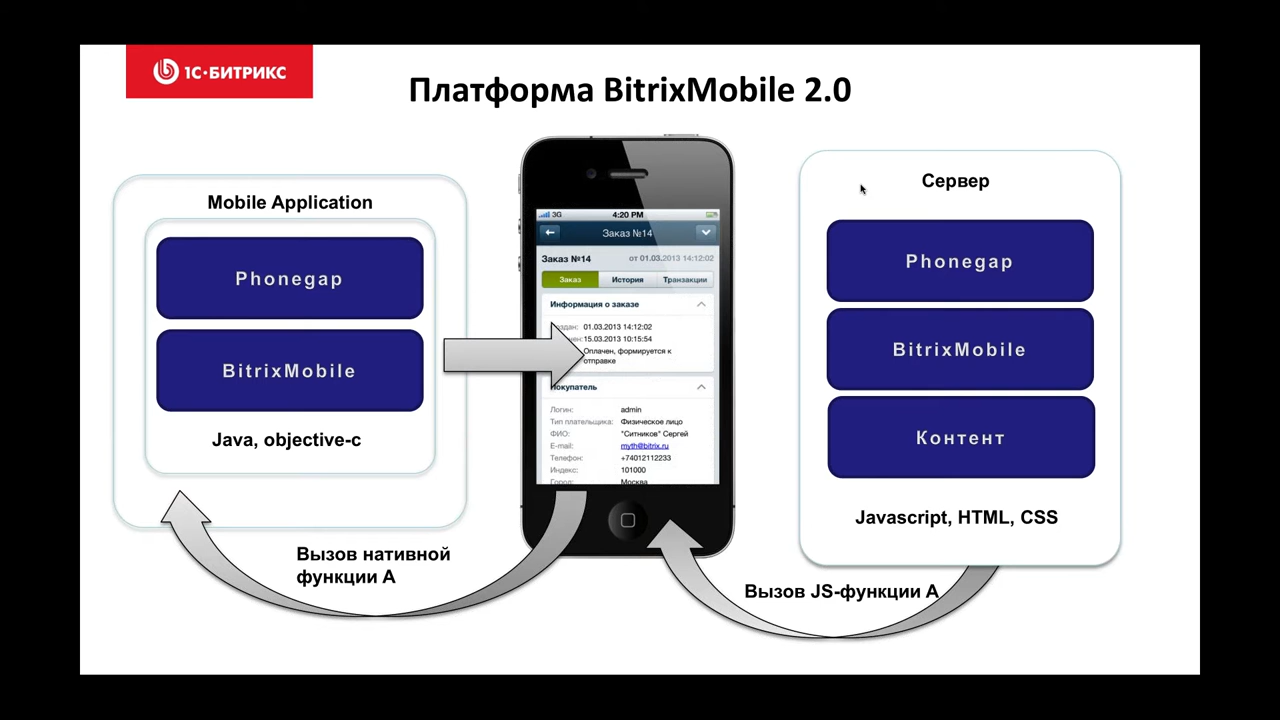 1С·БИТРИКС
Платформа BitrixMobile 2.0
Mobile Application
Phonegap
BitrixMobile
Java, objective-c
3G
4:20 PM
Заказ №14
Заказ №14
от 01.03.2013 14:12:02
Заказ
История
Транзакции
Информация о заказе
01.03.2013 14:12:02
15.03.2013 10:15:54
Оплачен, формируется к
отправке
Покупатель
Логин: admin
Тип плательщика: Физическое лицо
ФИО: "Ситников" Сергей
E-mail: myth@bitrix.ru
Телефон: +74012112233
Индекс: 101000
Город: Москва
Сервер
Phonegap
BitrixMobile
Контент
Javascript, HTML, CSS
Вызов нативной
функции А
Вызов JS-функции А